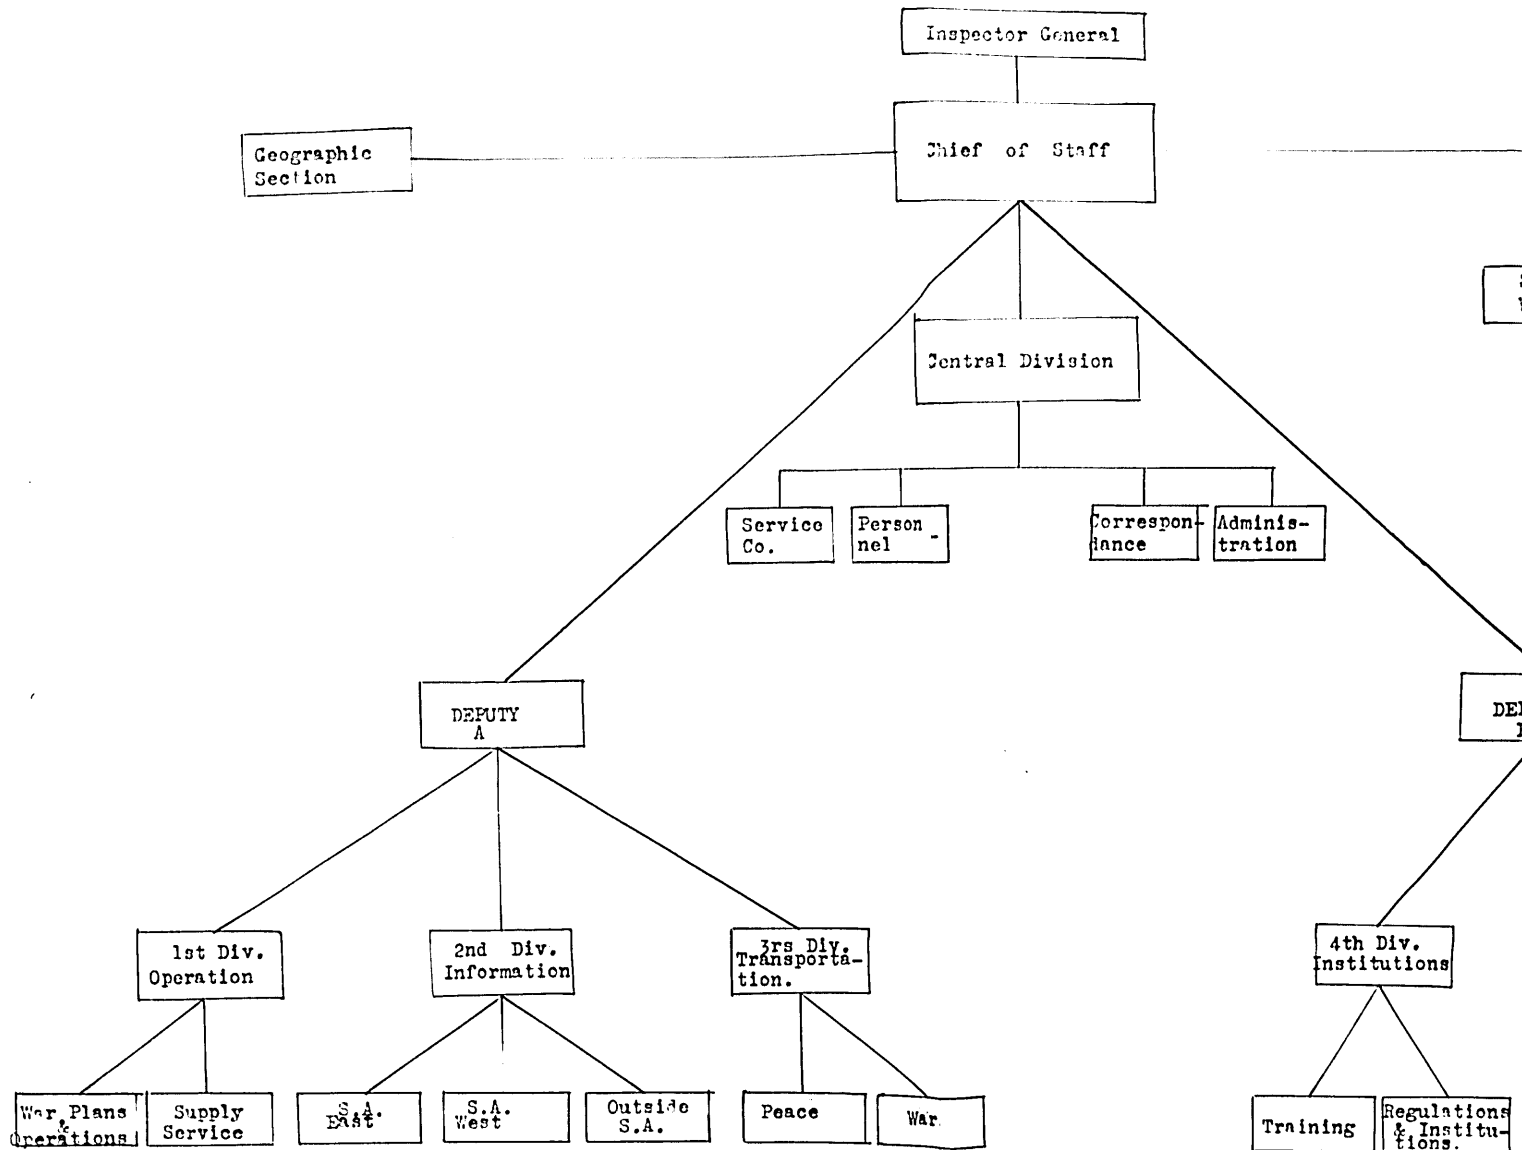 Inspector General
Geographic
Section
Chief of Staff
Central Division
Service
Co.
Person -
nel
Correspon-
dance
Adminis-
tration
DEPUTY
A
1st Div.
Operation
2nd Div.
Information
3rs Div.
Transporta-
tion.
4th Div.
Institutions
War Plans
&
Operations
Supply
Service
S.A.
East
S.A.
West
Outside
S.A.
Peace
War
Training
Regulations
& Institu-
tions.